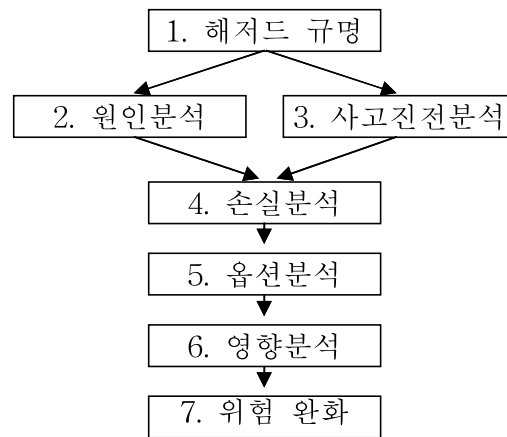 1. 해저드 규명
2. 원인분석
3. 사고진전분석
4. 손실분석
5. 옵션분석
6. 영향분석
7. 위험 완화